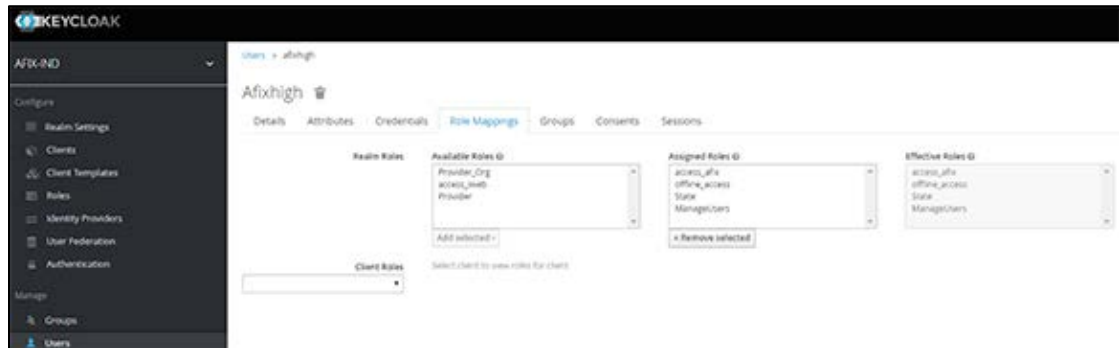 KEYCLOAK
AFIX-IND
Users > afixhigh
Afixhigh
Configure
Realm Settings
Clients
Client Templates
Roles
Identity Providers
User Federation
Authentication
Manage
Groups
Users
Details Attributes Credentials Role Mappings Groups Consents Sessions
Realm Roles
Available Roles
Provider_Org
access_iweb
Provider
Add selected »
Assigned Roles
access_afix
offline_access
State
ManageUsers
« Remove selected
Effective Roles
access_afix
offline_access
State
ManageUsers
Client Roles
Select client to view roles for client